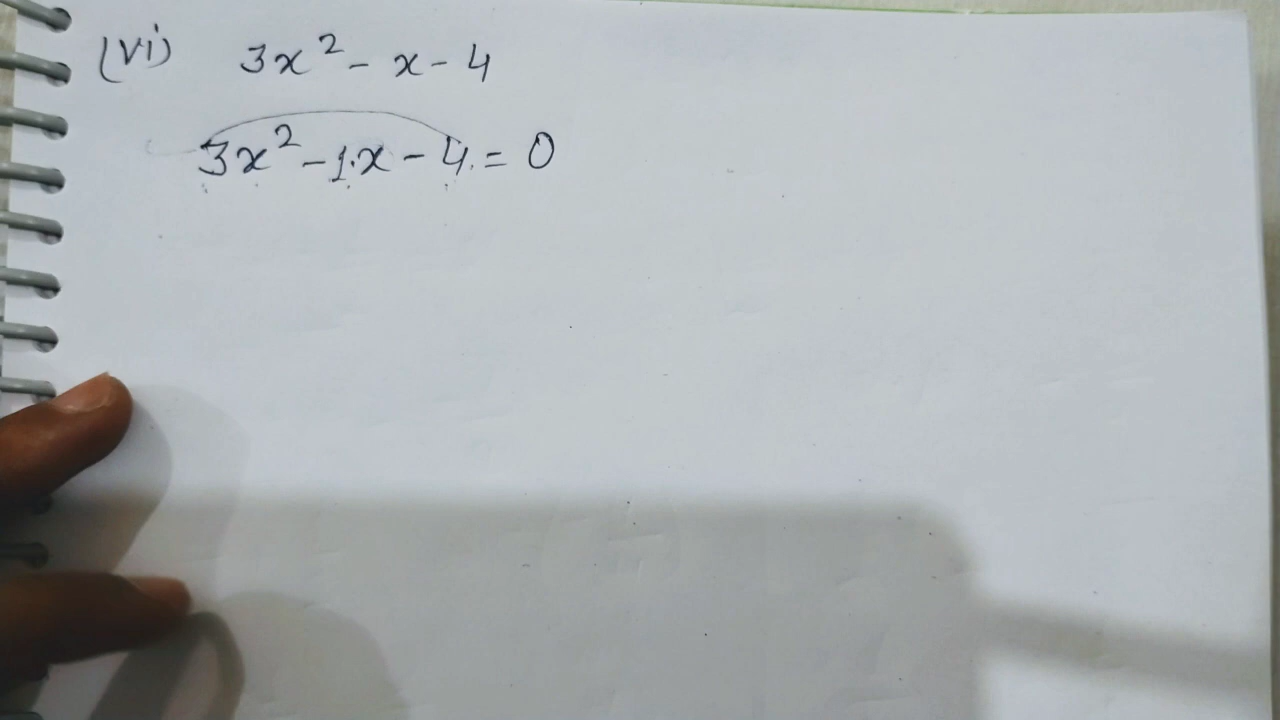 (vi) 3x² - x - 4
3x² - 1·x - 4 = 0